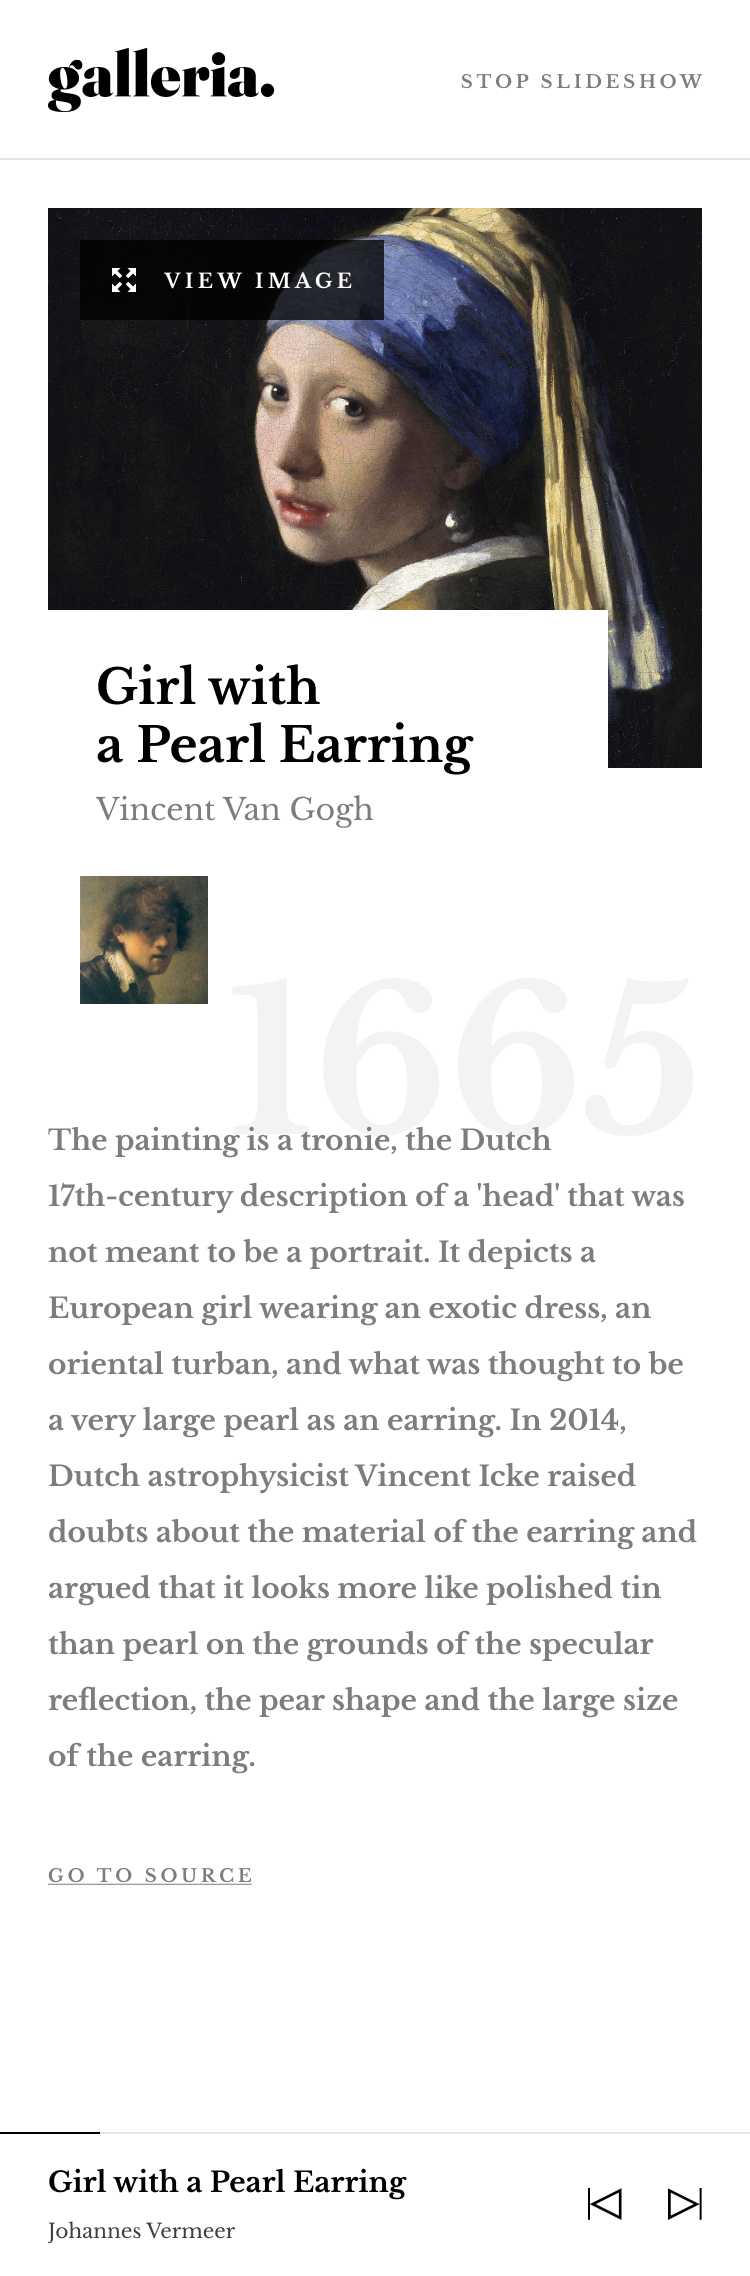 galleria.
STOP SLIDESHOW
VIEW IMAGE
Girl with
a Pearl Earring
Vincent Van Gogh
1665
The painting is a tronie, the Dutch
17th-century description of a 'head' that was
not meant to be a portrait. It depicts a
European girl wearing an exotic dress, an
oriental turban, and what was thought to be
a very large pearl as an earring. In 2014,
Dutch astrophysicist Vincent Icke raised
doubts about the material of the earring and
argued that it looks more like polished tin
than pearl on the grounds of the specular
reflection, the pear shape and the large size
of the earring.
GO TO SOURCE
Girl with a Pearl Earring
Johannes Vermeer